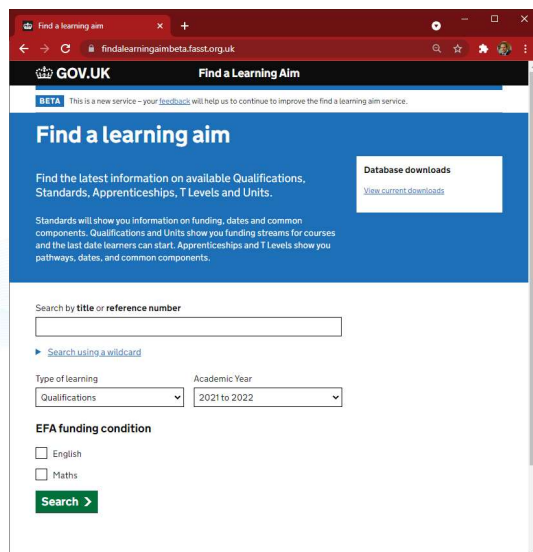 Find a learning aim
findalearningaimbeta.fasst.org.uk
GOV.UK Find a Learning Aim
BETA This is a new service – your feedback will help us to continue to improve the find a learning aim service.
Find a learning aim
Find the latest information on available Qualifications,
Standards, Apprenticeships, T Levels and Units.
Standards will show you information on funding, dates and common
components. Qualifications and Units show you funding streams for courses
and the last date learners can start. Apprenticeships and T Levels show you
pathways, dates, and common components.
Database downloads
View current downloads
Search by title or reference number
Search using a wildcard
Type of learning Academic Year
Qualifications 2021 to 2022
EFA funding condition
English
Maths
Search